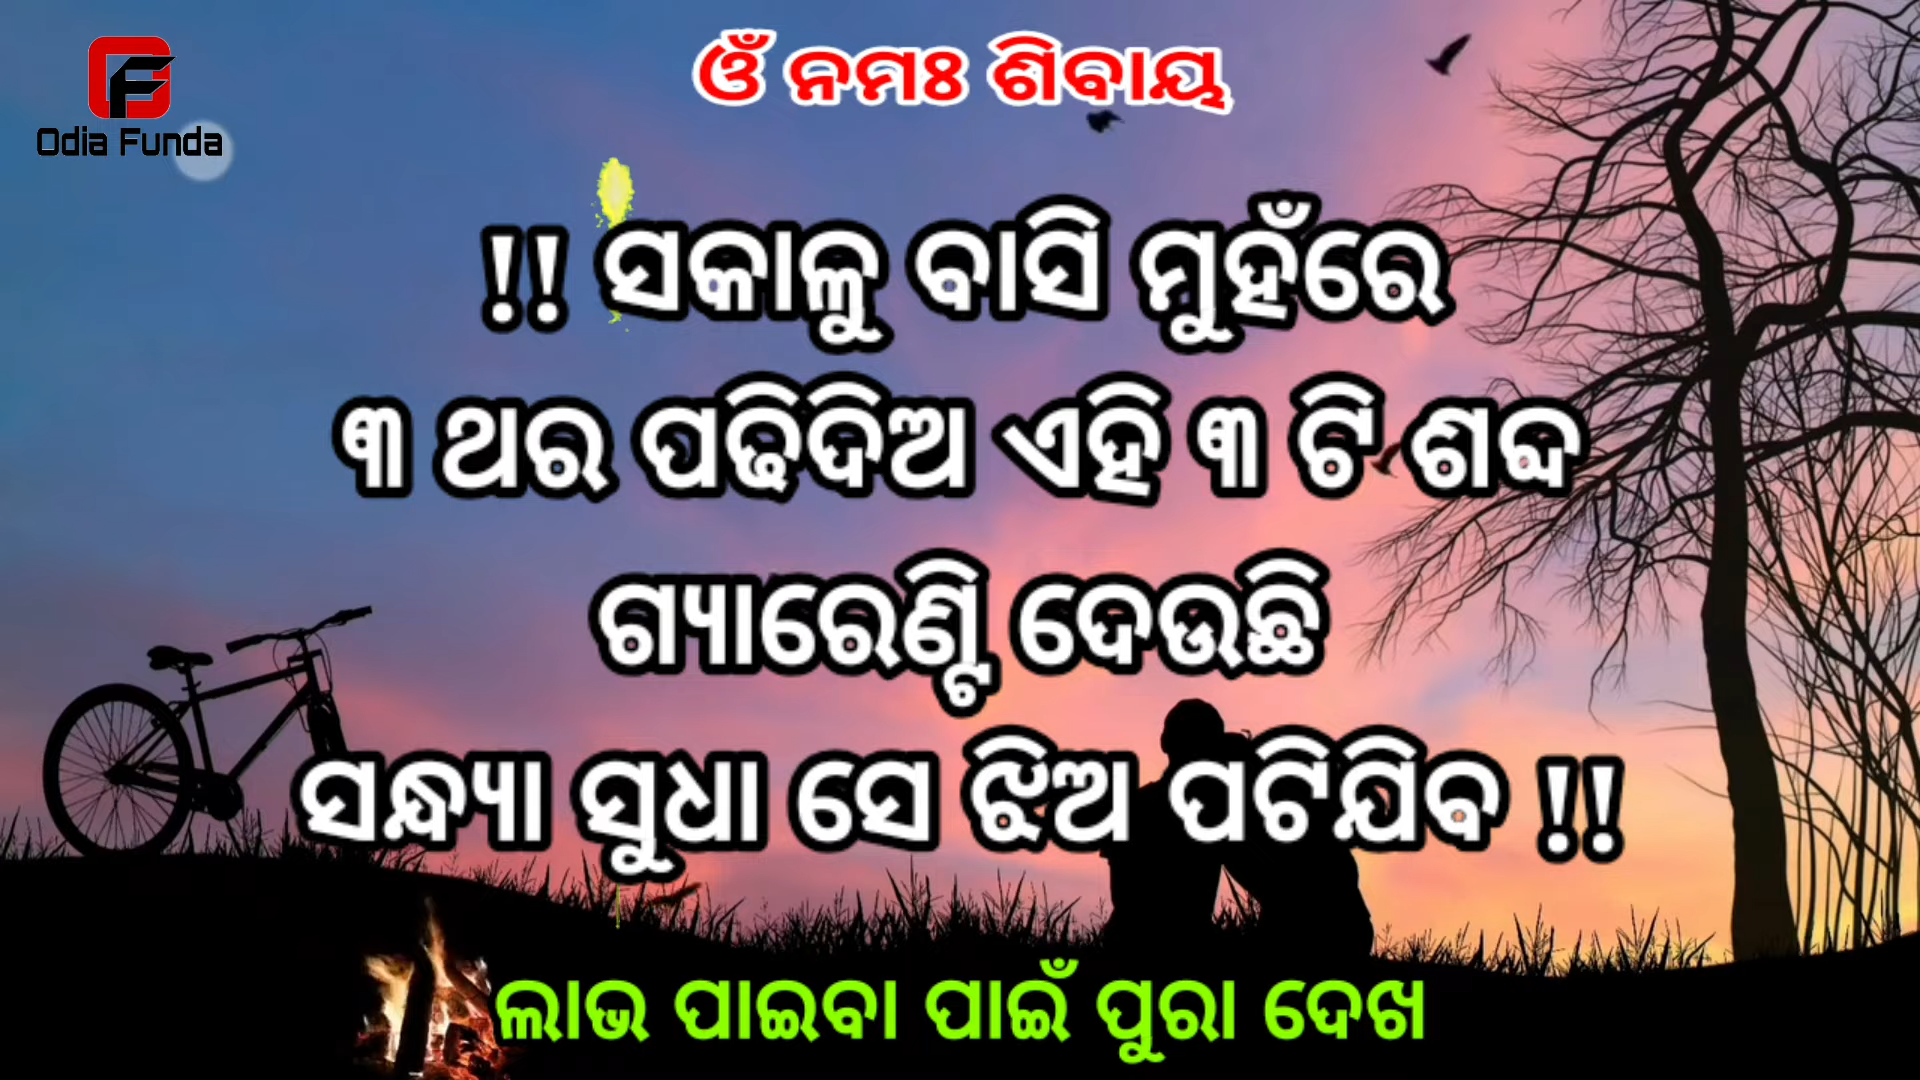 ଓଁ ନମଃ ଶିବାୟ
Odia Funda
!! ସକାଳୁ ବାସି ମୁହଁରେ
୩ ଥର ପଢିଦିଅ ଏହି ୩ ଟି ଶବ୍ଦ
ଗ୍ୟାରେଣ୍ଟି ଦେଉଛି
ସନ୍ଧ୍ୟା ସୁଧା ସେ ଝିଅ ପଟିଯିବ !!
ଲାଭ ପାଇବା ପାଇଁ ପୁରା ଦେଖ